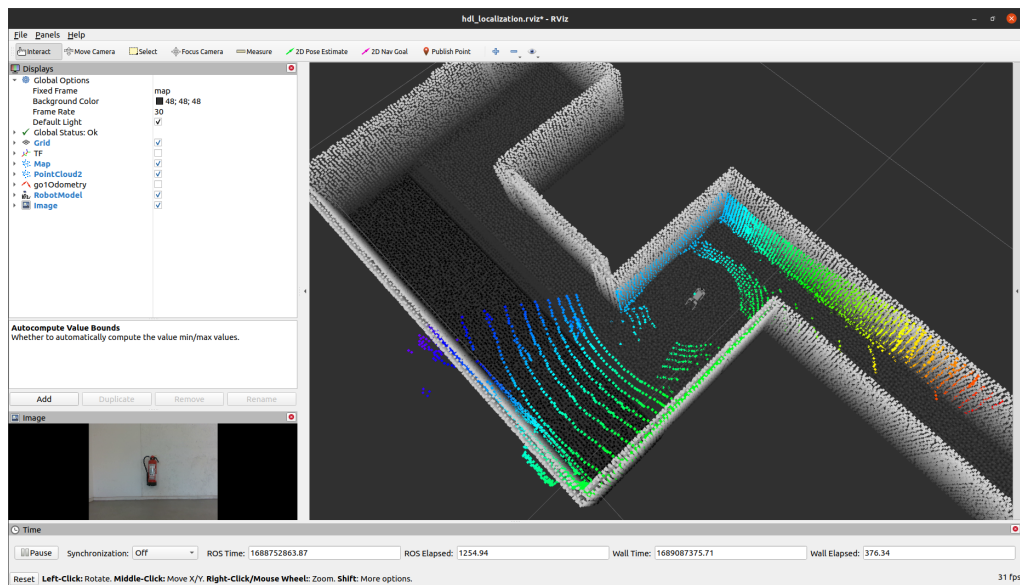 hdl_localization.rviz* - RViz
File Panels Help
Interact Move Camera Select Focus Camera Measure 2D Pose Estimate 2D Nav Goal Publish Point
Displays
Global Options
Fixed Frame map
Background Color 48; 48; 48
Frame Rate 30
Default Light ✓
Global Status: Ok
Grid
TF
Map
PointCloud2
go1Odometry
RobotModel
Image
Autocompute Value Bounds
Whether to automatically compute the value min/max values.
Add Duplicate Remove Rename
Image
Time
Pause Synchronization: Off ROS Time: 1688752863.87 ROS Elapsed: 1254.94 Wall Time: 1689087375.71 Wall Elapsed: 376.34
Reset Left-Click: Rotate. Middle-Click: Move X/Y. Right-Click/Mouse Wheel: Zoom. Shift: More options. 31 fps